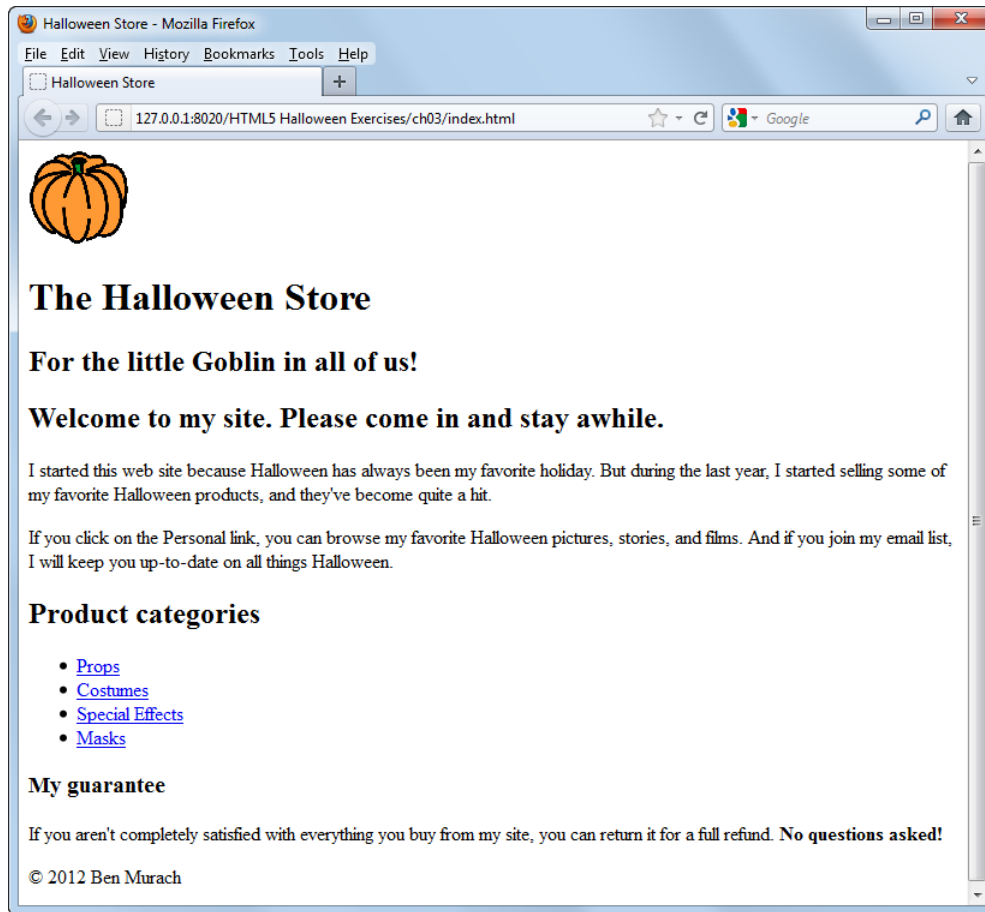 Halloween Store - Mozilla Firefox
File Edit View History Bookmarks Tools Help
Halloween Store +
127.0.0.1:8020/HTML5 Halloween Exercises/ch03/index.html Google
The Halloween Store
For the little Goblin in all of us!
Welcome to my site. Please come in and stay awhile.
I started this web site because Halloween has always been my favorite holiday. But during the last year, I started selling some of
my favorite Halloween products, and they've become quite a hit.
If you click on the Personal link, you can browse my favorite Halloween pictures, stories, and films. And if you join my email list,
I will keep you up-to-date on all things Halloween.
Product categories
• Props
• Costumes
• Special Effects
• Masks
My guarantee
If you aren't completely satisfied with everything you buy from my site, you can return it for a full refund. No questions asked!
© 2012 Ben Murach